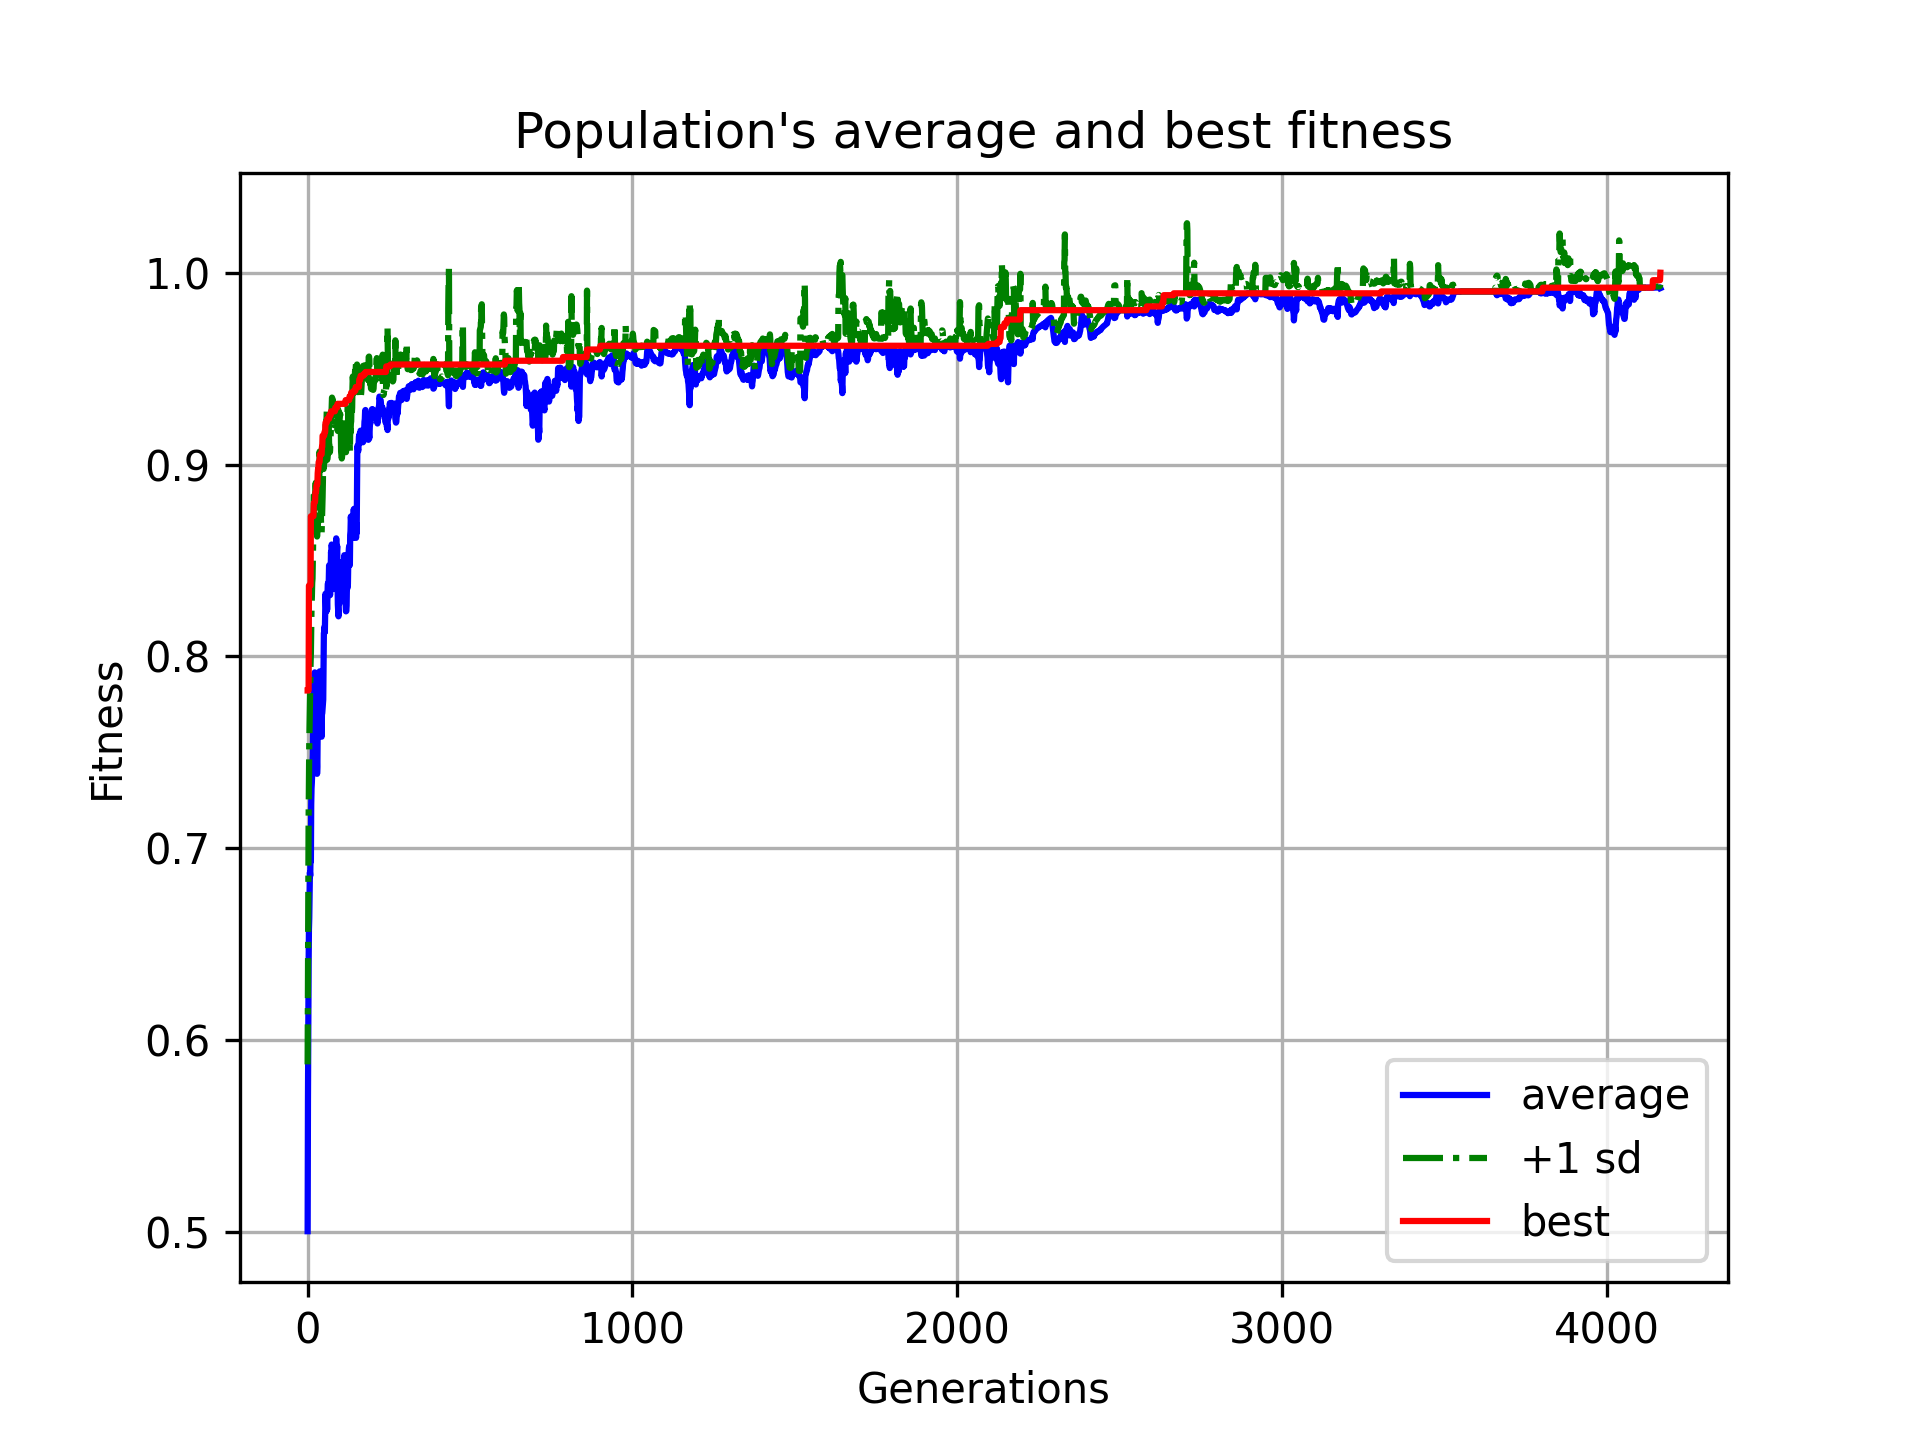 Population's average and best fitness
Fitness
1.0
0.9
0.8
0.7
0.6
0.5
0 1000 2000 3000 4000
Generations
average
+1 sd
best